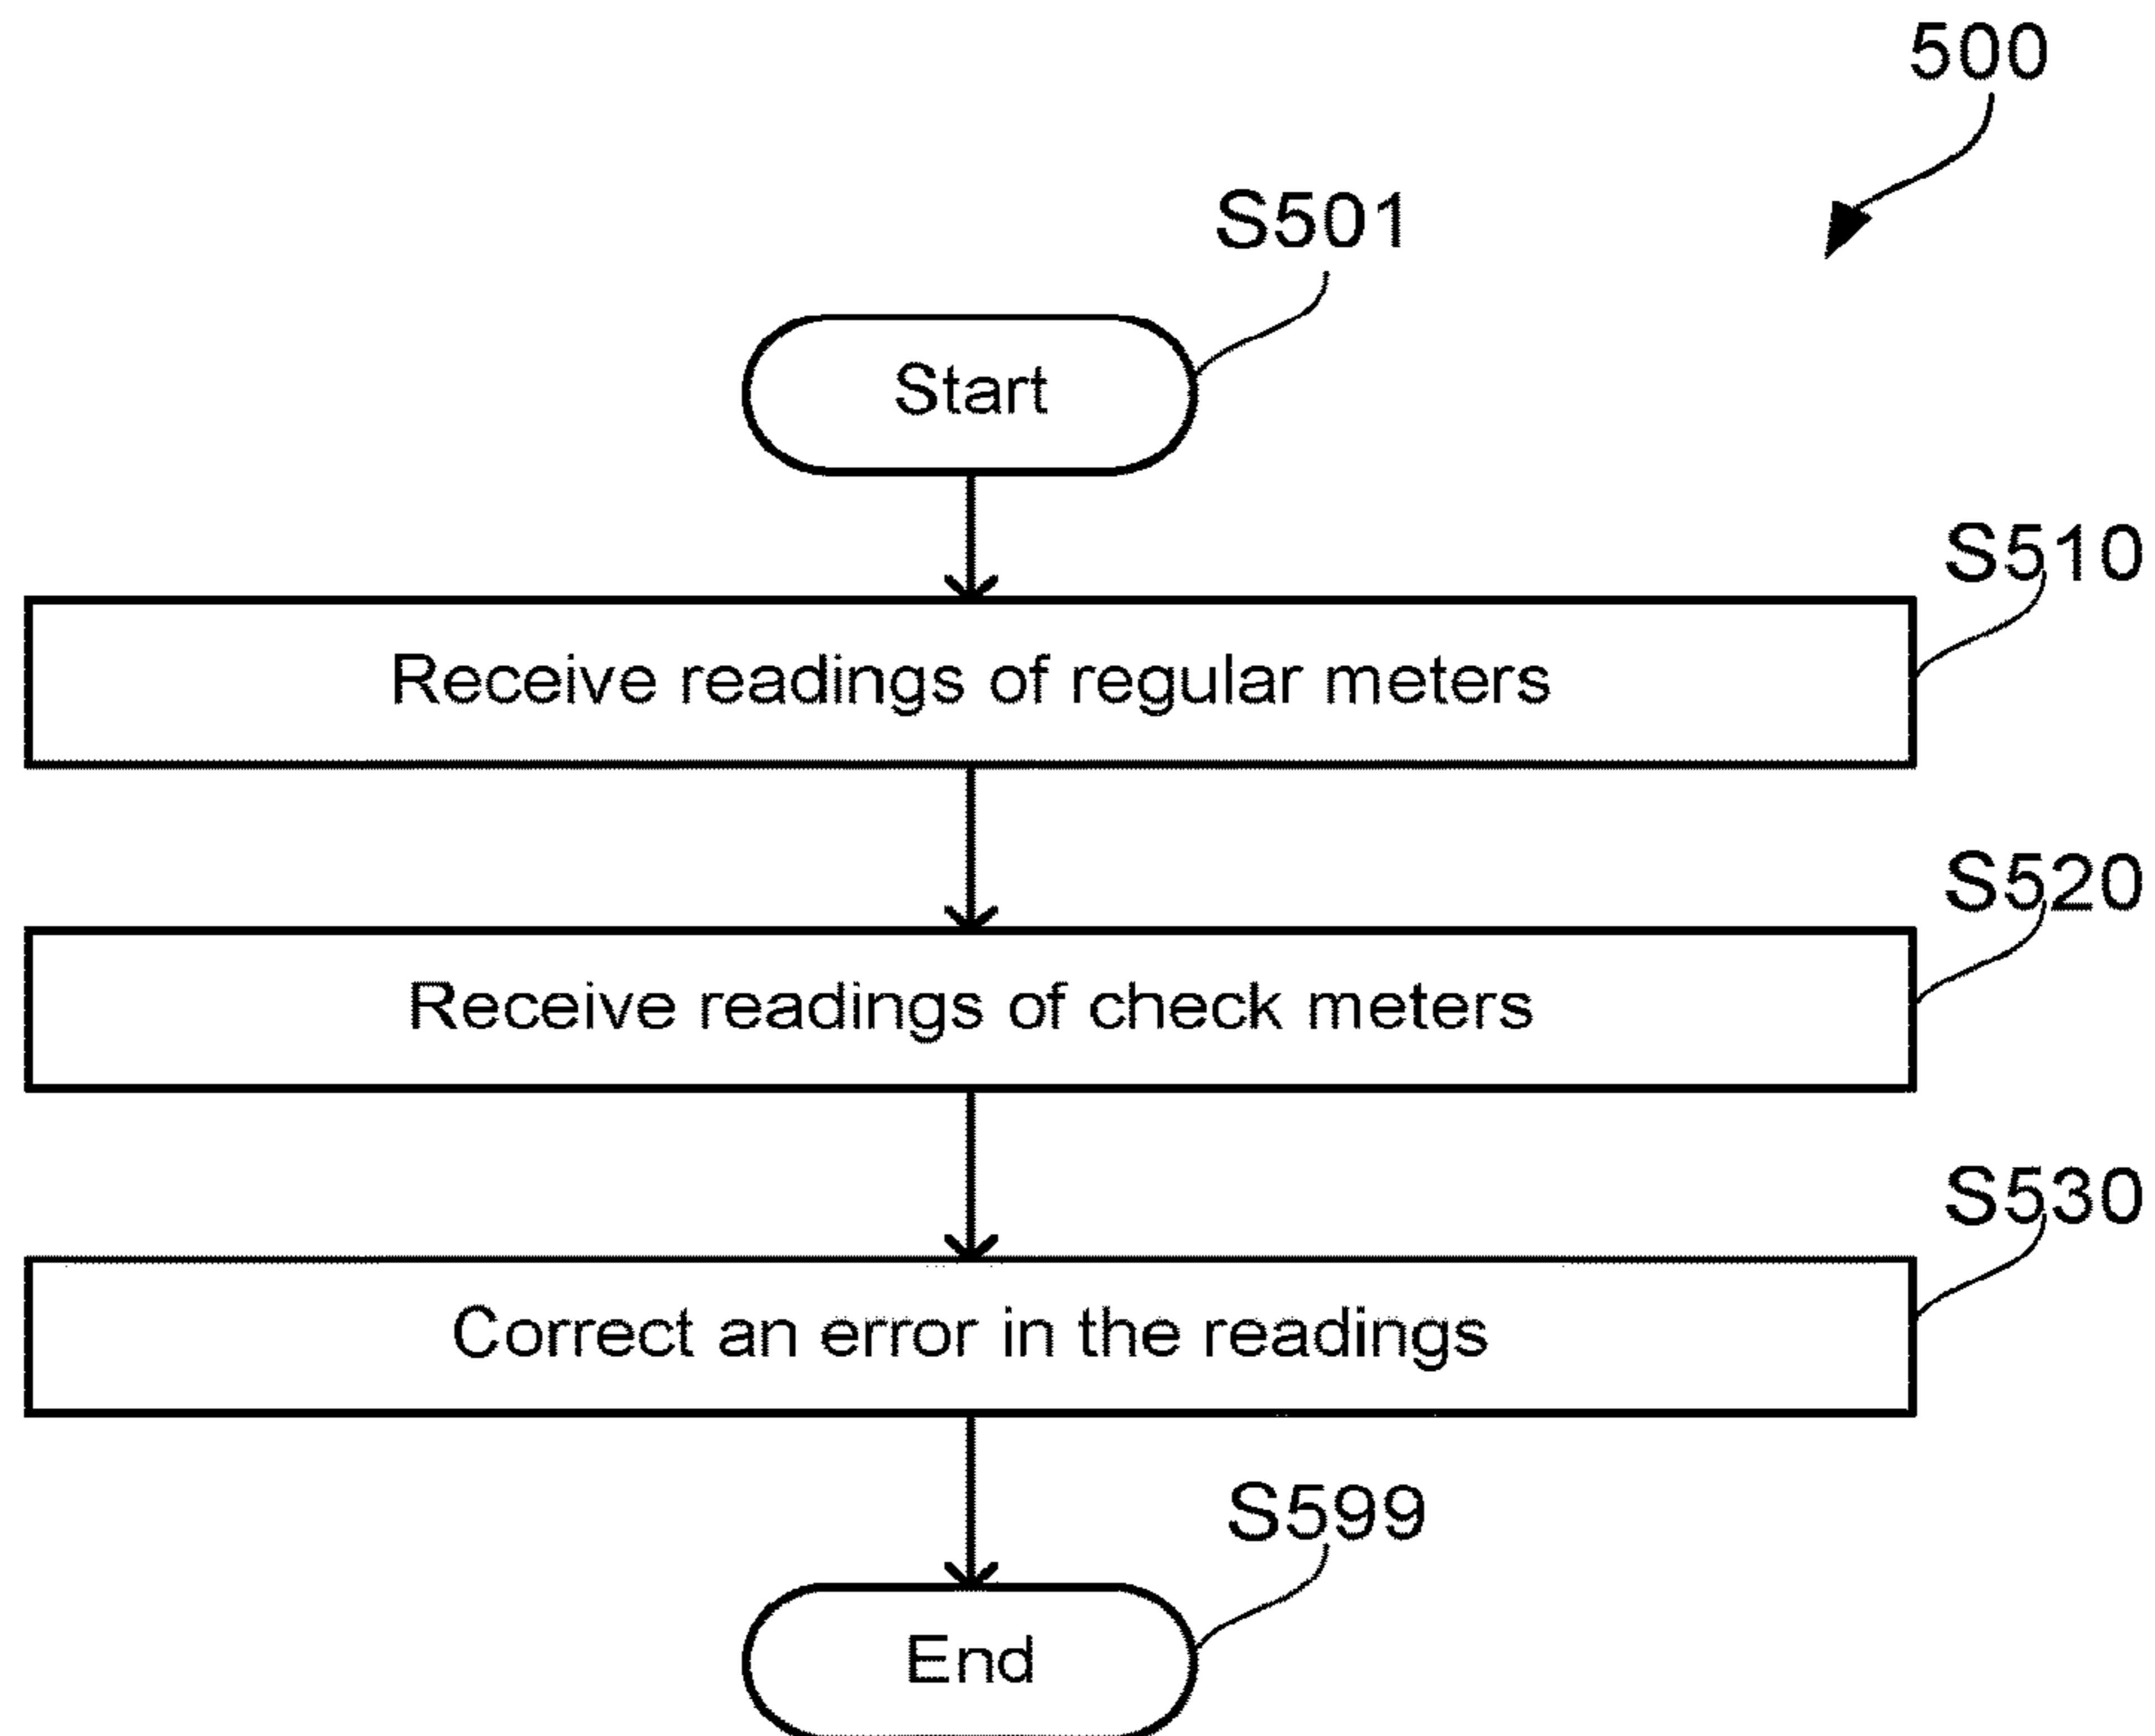 500
S501
Start
S510
Receive readings of regular meters
S520
Receive readings of check meters
S530
Correct an error in the readings
S599
End